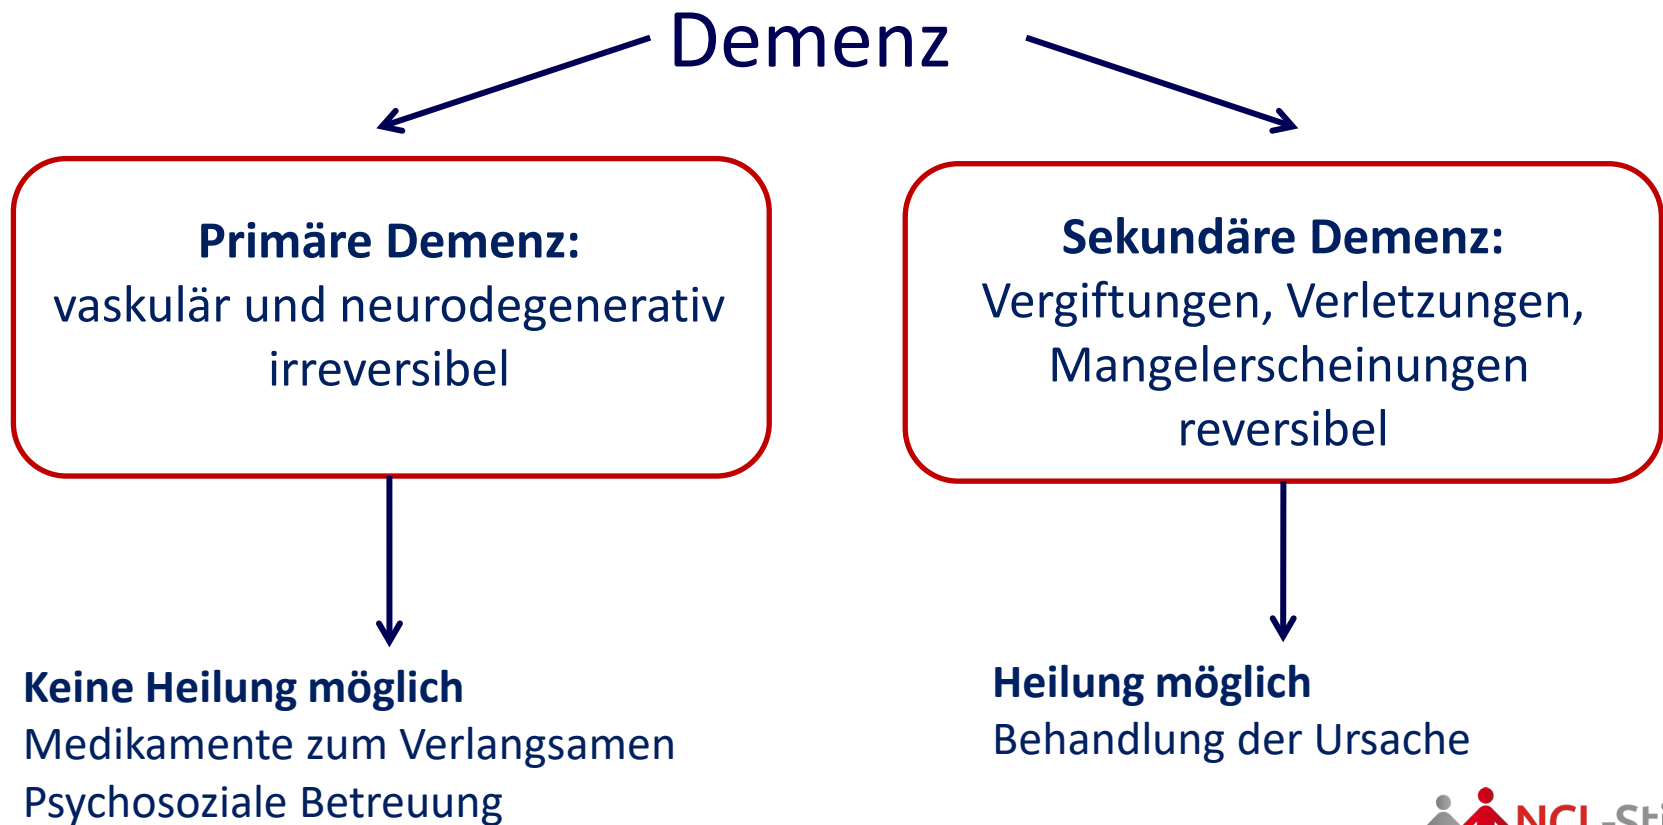 Demenz
Primäre Demenz:
vaskulär und neurodegenerativ
irreversibel
Sekundäre Demenz:
Vergiftungen, Verletzungen,
Mangelerscheinungen
reversibel
Keine Heilung möglich
Medikamente zum Verlangsamen
Psychosoziale Betreuung
Heilung möglich
Behandlung der Ursache